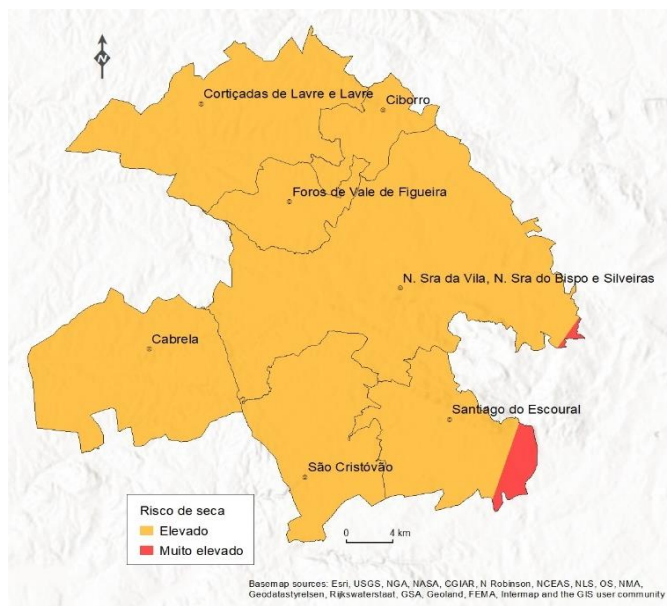 N
Cortiçadas de Lavre e Lavre
Ciborro
Foros de Vale de Figueira
N. Sra da Vila, N. Sra do Bispo e Silveiras
Cabrela
Santiago do Escoural
São Cristóvão
Risco de seca
Elevado
Muito elevado
0 4 km
Basemap sources: Esri, USGS, NGA, NASA, CGIAR, N Robinson, NCEAS, NLS, OS, NMA,
Geodatastyrelsen, Rijkswaterstaat, GSA, Geoland, FEMA, Intermap and the GIS user community